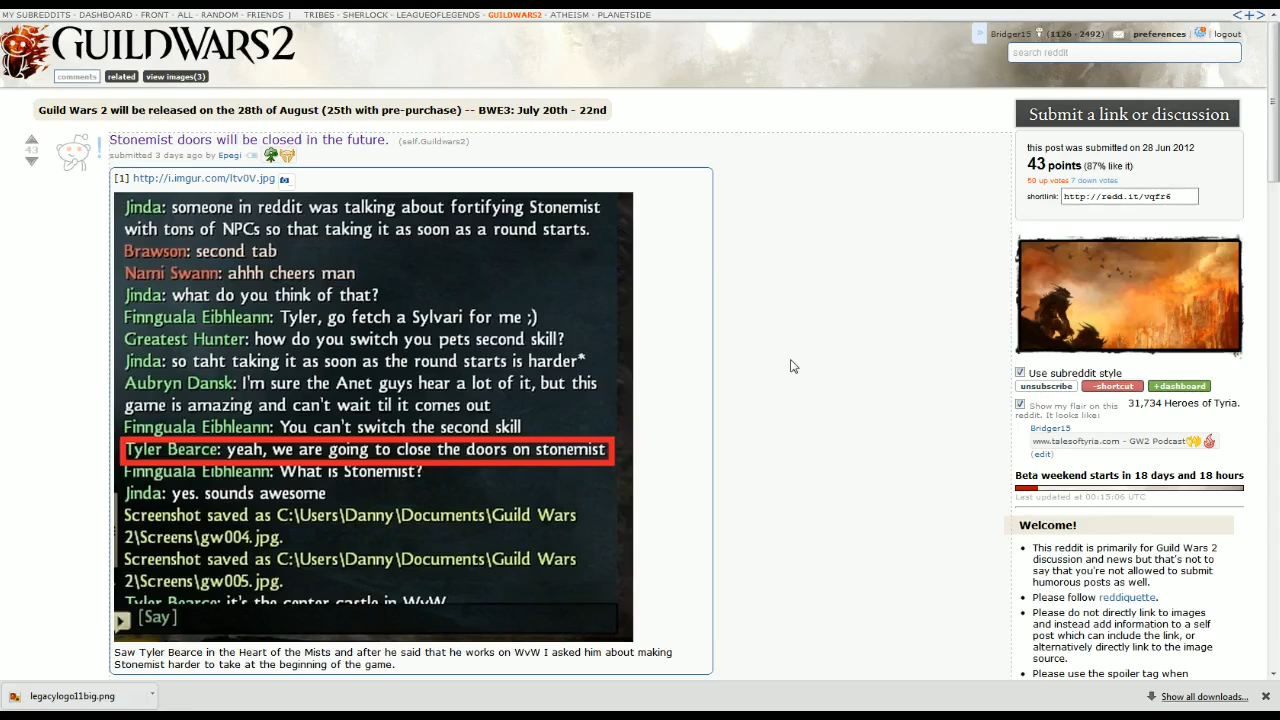 MY SUBREDDITS - DASHBOARD - FRONT - ALL - RANDOM - FRIENDS | TRIBES - SHERLOCK - LEAGUEOFLEGENDS - GUILDWARS2 - ATHEISM - PLANETSIDE
<+>
GUILDWARS2
Bridger15 (1126 · 2492) preferences logout
search reddit
comments related view images(3)
Guild Wars 2 will be released on the 28th of August (25th with pre-purchase) -- BWE3: July 20th - 22nd
43
Stonemist doors will be closed in the future. (self.Guildwars2)
submitted 3 days ago by Epegi
[1] http://i.imgur.com/ltv0V.jpg
Jinda: someone in reddit was talking about fortifying Stonemist
with tons of NPCs so that taking it as soon as a round starts.
Brawson: second tab
Nami Swann: ahhh cheers man
Jinda: what do you think of that?
Finnguala Eibhleann: Tyler, go fetch a Sylvari for me ;)
Greatest Hunter: how do you switch you pets second skill?
Jinda: so taht taking it as soon as the round starts is harder*
Aubryn Dansk: I'm sure the Anet guys hear a lot of it, but this
game is amazing and can't wait til it comes out
Finnguala Eibhleann: You can't switch the second skill
Tyler Bearce: yeah, we are going to close the doors on stonemist
Finnguala Eibhleann: What is Stonemist?
Jinda: yes. sounds awesome
Screenshot saved as C:\Users\Danny\Documents\Guild Wars
2\Screens\gw004.jpg.
Screenshot saved as C:\Users\Danny\Documents\Guild Wars
2\Screens\gw005.jpg.
Tyler Bearce: it's the center castle in WvW
[Say]
Saw Tyler Bearce in the Heart of the Mists and after he said that he works on WvW I asked him about making
Stonemist harder to take at the beginning of the game.
Submit a link or discussion
this post was submitted on 28 Jun 2012
43 points (87% like it)
50 up votes 7 down votes
shortlink: http://redd.it/vqfr6
Use subreddit style
unsubscribe -shortcut +dashboard
Show my flair on this 31,734 Heroes of Tyria.
reddit. It looks like:
Bridger15
www.talesoftyria.com - GW2 Podcast
(edit)
Beta weekend starts in 18 days and 18 hours
Last updated at 00:15:06 UTC
Welcome!
• This reddit is primarily for Guild Wars 2
discussion and news but that's not to
say that you're not allowed to submit
humorous posts as well.
• Please follow reddiquette.
• Please do not directly link to images
and instead add information to a self
post which can include the link, or
alternatively directly link to the image
source.
• Please use the spoiler tag when
legacylogo11big.png
Show all downloads...